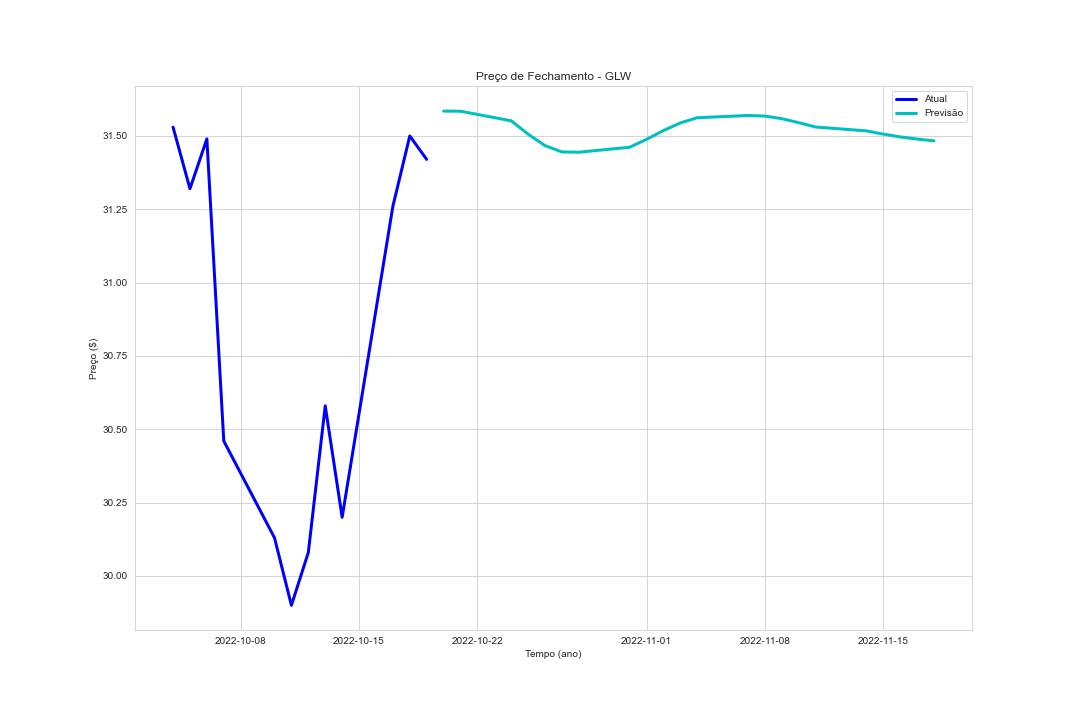 Preço de Fechamento - GLW
Atual
Previsão
31.50
31.25
31.00
30.75
30.50
30.25
30.00
Preço ($)
2022-10-08
2022-10-15
2022-10-22
2022-11-01
2022-11-08
2022-11-15
Tempo (ano)